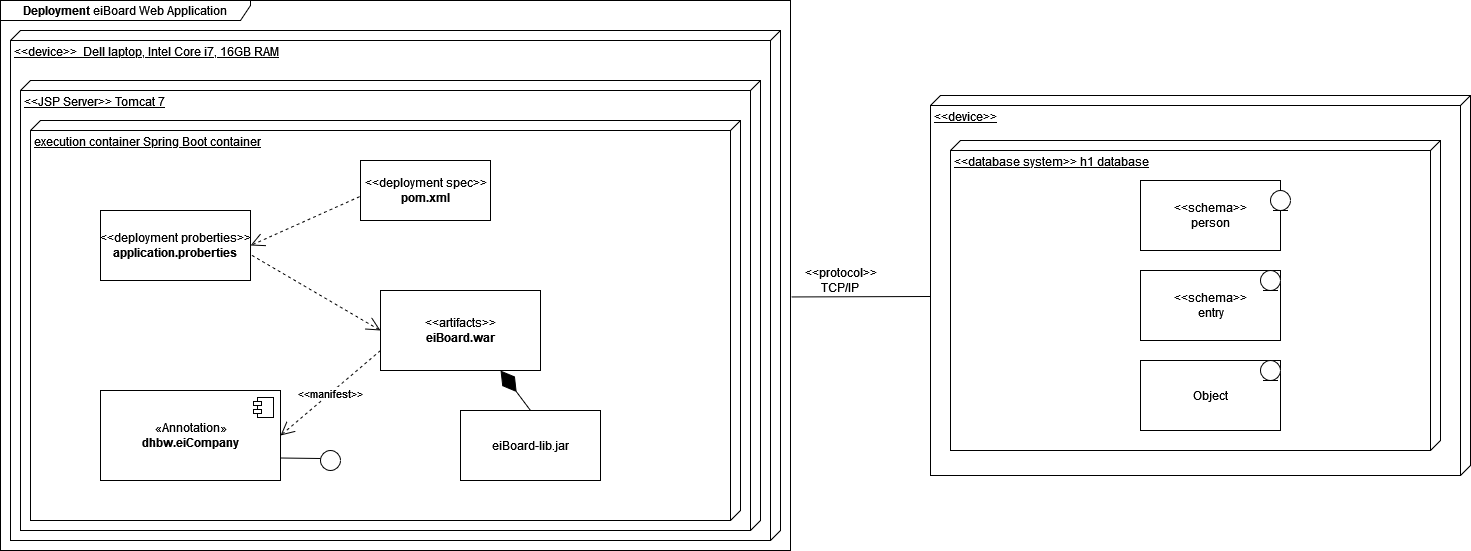 Deployment eiBoard Web Application
<<device>> Dell laptop, Intel Core i7, 16GB RAM
<<JSP Server>> Tomcat 7
execution container Spring Boot container
<<deployment spec>>
pom.xml
<<deployment proberties>>
application.proberties
<<artifacts>>
eiBoard.war
<<manifest>>
«Annotation»
dhbw.eiCompany
eiBoard-lib.jar
<<protocol>>
TCP/IP
<<device>>
<<database system>> h1 database
<<schema>>
person
<<schema>>
entry
Object